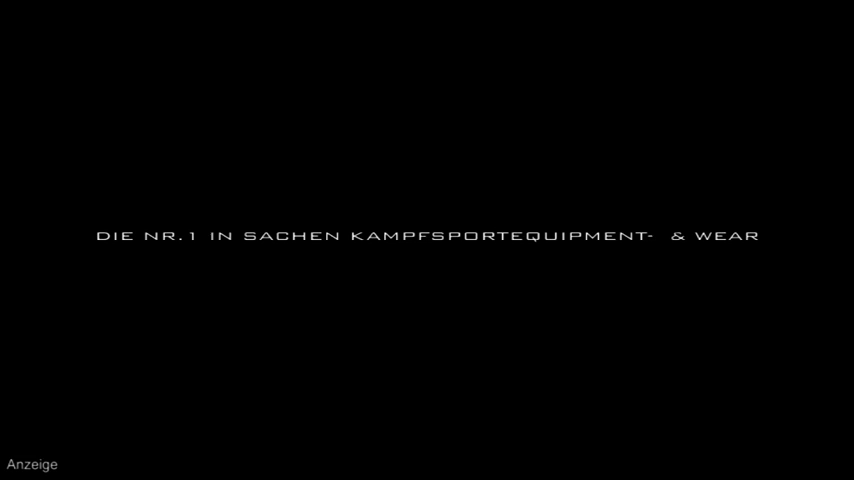 DIE NR.1 IN SACHEN KAMPFSPORTEQUIPMENT- & WEAR
Anzeige